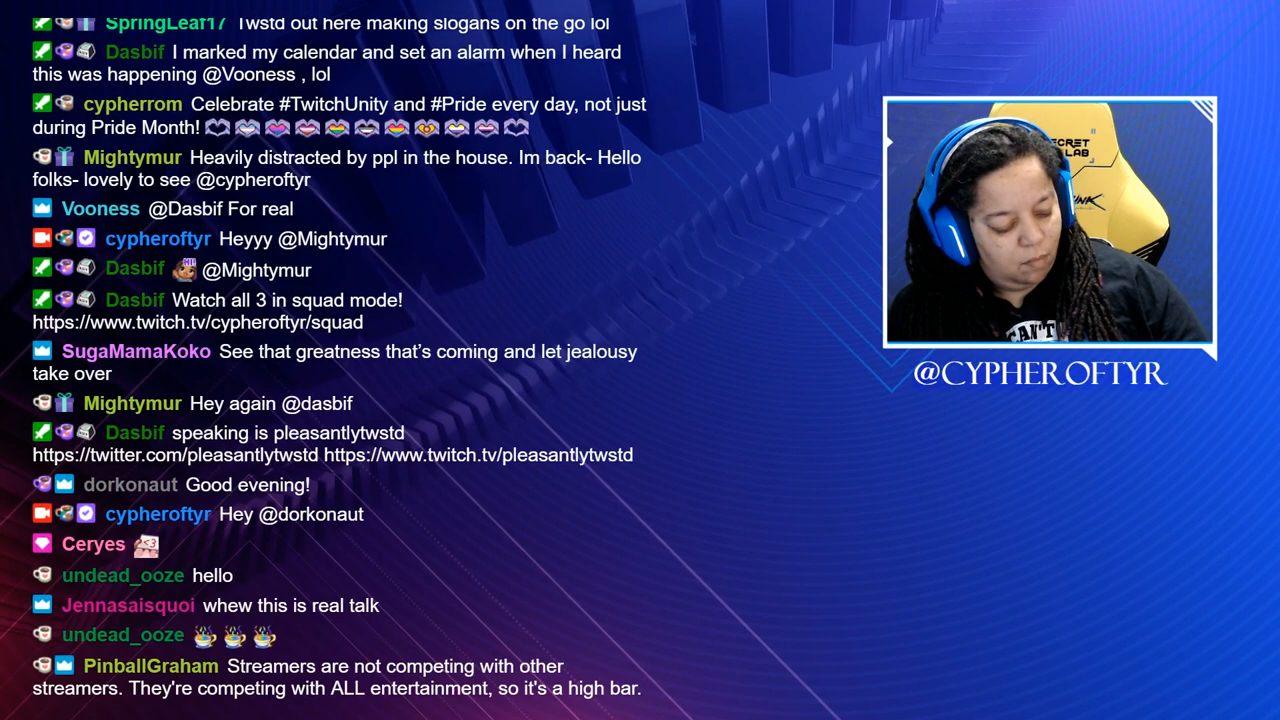 SpringLeaf17 Twstd out here making slogans on the go lol
Dasbif I marked my calendar and set an alarm when I heard
this was happening @Vooness , lol
cypherrom Celebrate #TwitchUnity and #Pride every day, not just
during Pride Month!
Mightymur Heavily distracted by ppl in the house. Im back- Hello
folks- lovely to see @cypheroftyr
Vooness @Dasbif For real
cypheroftyr Heyyy @Mightymur
Dasbif HI! @Mightymur
Dasbif Watch all 3 in squad mode!
https://www.twitch.tv/cypheroftyr/squad
SugaMamaKoko See that greatness that’s coming and let jealousy
take over
Mightymur Hey again @dasbif
Dasbif speaking is pleasantlytwstd
https://twitter.com/pleasantlytwstd https://www.twitch.tv/pleasantlytwstd
dorkonaut Good evening!
cypheroftyr Hey @dorkonaut
Ceryes <3
undead_ooze hello
Jennasaisquoi whew this is real talk
undead_ooze
PinballGraham Streamers are not competing with other
streamers. They're competing with ALL entertainment, so it's a high bar.
ECRET
LAB
CAN'T
@CYPHEROFTYR